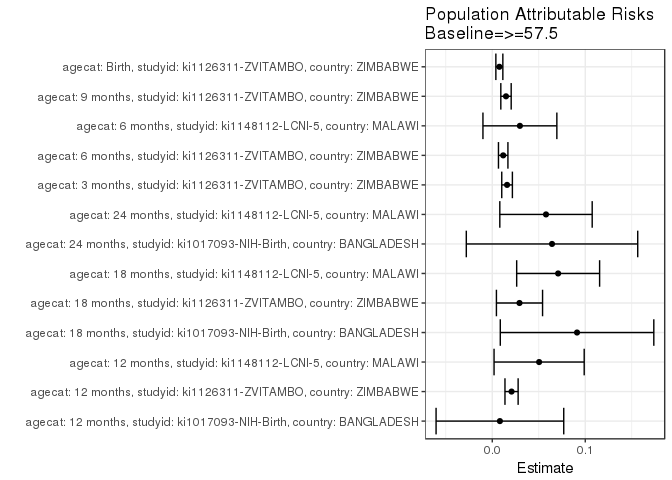 Population Attributable Risks
Baseline=>=57.5
agecat: Birth, studyid: ki1126311-ZVITAMBO, country: ZIMBABWE
agecat: 9 months, studyid: ki1126311-ZVITAMBO, country: ZIMBABWE
agecat: 6 months, studyid: ki1148112-LCNI-5, country: MALAWI
agecat: 6 months, studyid: ki1126311-ZVITAMBO, country: ZIMBABWE
agecat: 3 months, studyid: ki1126311-ZVITAMBO, country: ZIMBABWE
agecat: 24 months, studyid: ki1148112-LCNI-5, country: MALAWI
agecat: 24 months, studyid: ki1017093-NIH-Birth, country: BANGLADESH
agecat: 18 months, studyid: ki1148112-LCNI-5, country: MALAWI
agecat: 18 months, studyid: ki1126311-ZVITAMBO, country: ZIMBABWE
agecat: 18 months, studyid: ki1017093-NIH-Birth, country: BANGLADESH
agecat: 12 months, studyid: ki1148112-LCNI-5, country: MALAWI
agecat: 12 months, studyid: ki1126311-ZVITAMBO, country: ZIMBABWE
agecat: 12 months, studyid: ki1017093-NIH-Birth, country: BANGLADESH
0.0 0.1
Estimate